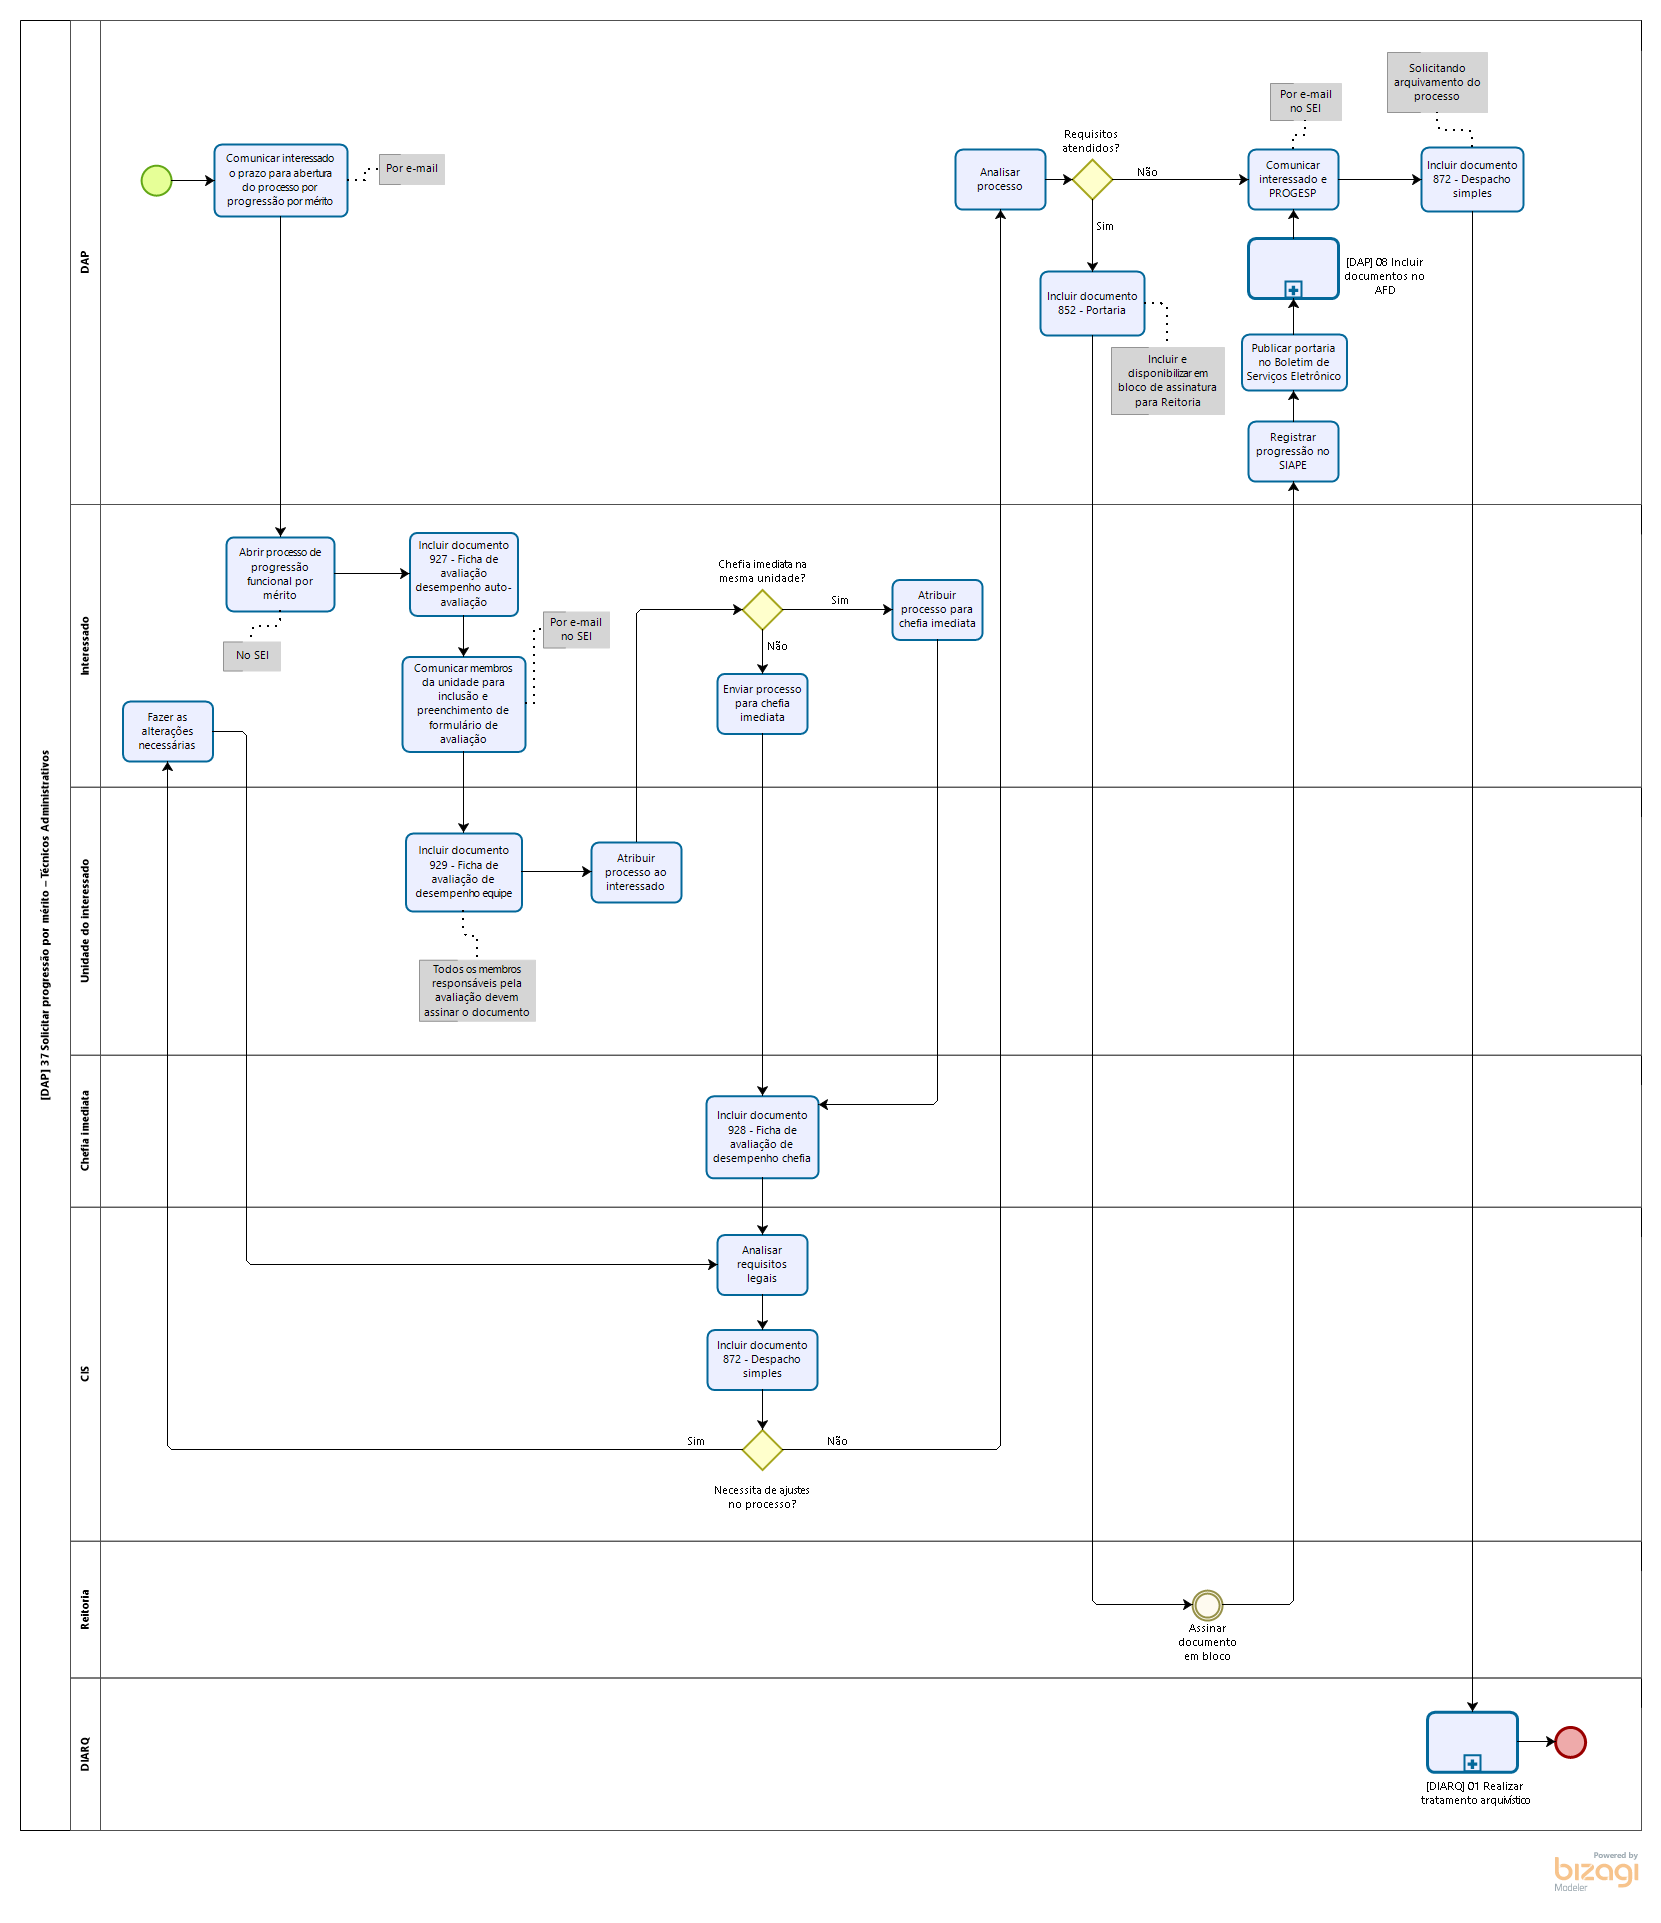 [DAP] 37 Solicitar progressão por mérito – Técnicos Administrativos
DAP
Comunicar interessado
o prazo para abertura
do processo por
progressão por mérito
Por e-mail
Analisar
processo
Requisitos
atendidos?
Não
Sim
Por e-mail
no SEI
Comunicar
interessado e
PROGESP
Solicitando
arquivamento do
processo
Incluir documento
872 - Despacho
simples
[DAP] 08 Incluir
documentos no
AFD
Incluir documento
852 - Portaria
Incluir e
disponibilizar em
bloco de assinatura
para Reitoria
Publicar portaria
no Boletim de
Serviços Eletrônico
Registrar
progressão no
SIAPE
Interessado
Abrir processo de
progressão
funcional por
mérito
No SEI
Incluir documento
927 - Ficha de
avaliação
desempenho auto-
avaliação
Por e-mail
no SEI
Comunicar membros
da unidade para
inclusão e
preenchimento de
formulário de
avaliação
Chefia imediata na
mesma unidade?
Sim
Não
Atribuir
processo para
chefia imediata
Enviar processo
para chefia
imediata
Fazer as
alterações
necessárias
Unidade do interessado
Incluir documento
929 - Ficha de
avaliação de
desempenho equipe
Atribuir
processo ao
interessado
Todos os membros
responsáveis pela
avaliação devem
assinar o documento
Chefia imediata
Incluir documento
928 - Ficha de
avaliação de
desempenho chefia
CIS
Analisar
requisitos
legais
Incluir documento
872 - Despacho
simples
Sim
Não
Necessita de ajustes
no processo?
Reitoria
Assinar
documento
em bloco
DIARQ
[DIARQ] 01 Realizar
tratamento arquivístico
Powered by
bizagi
Modeler